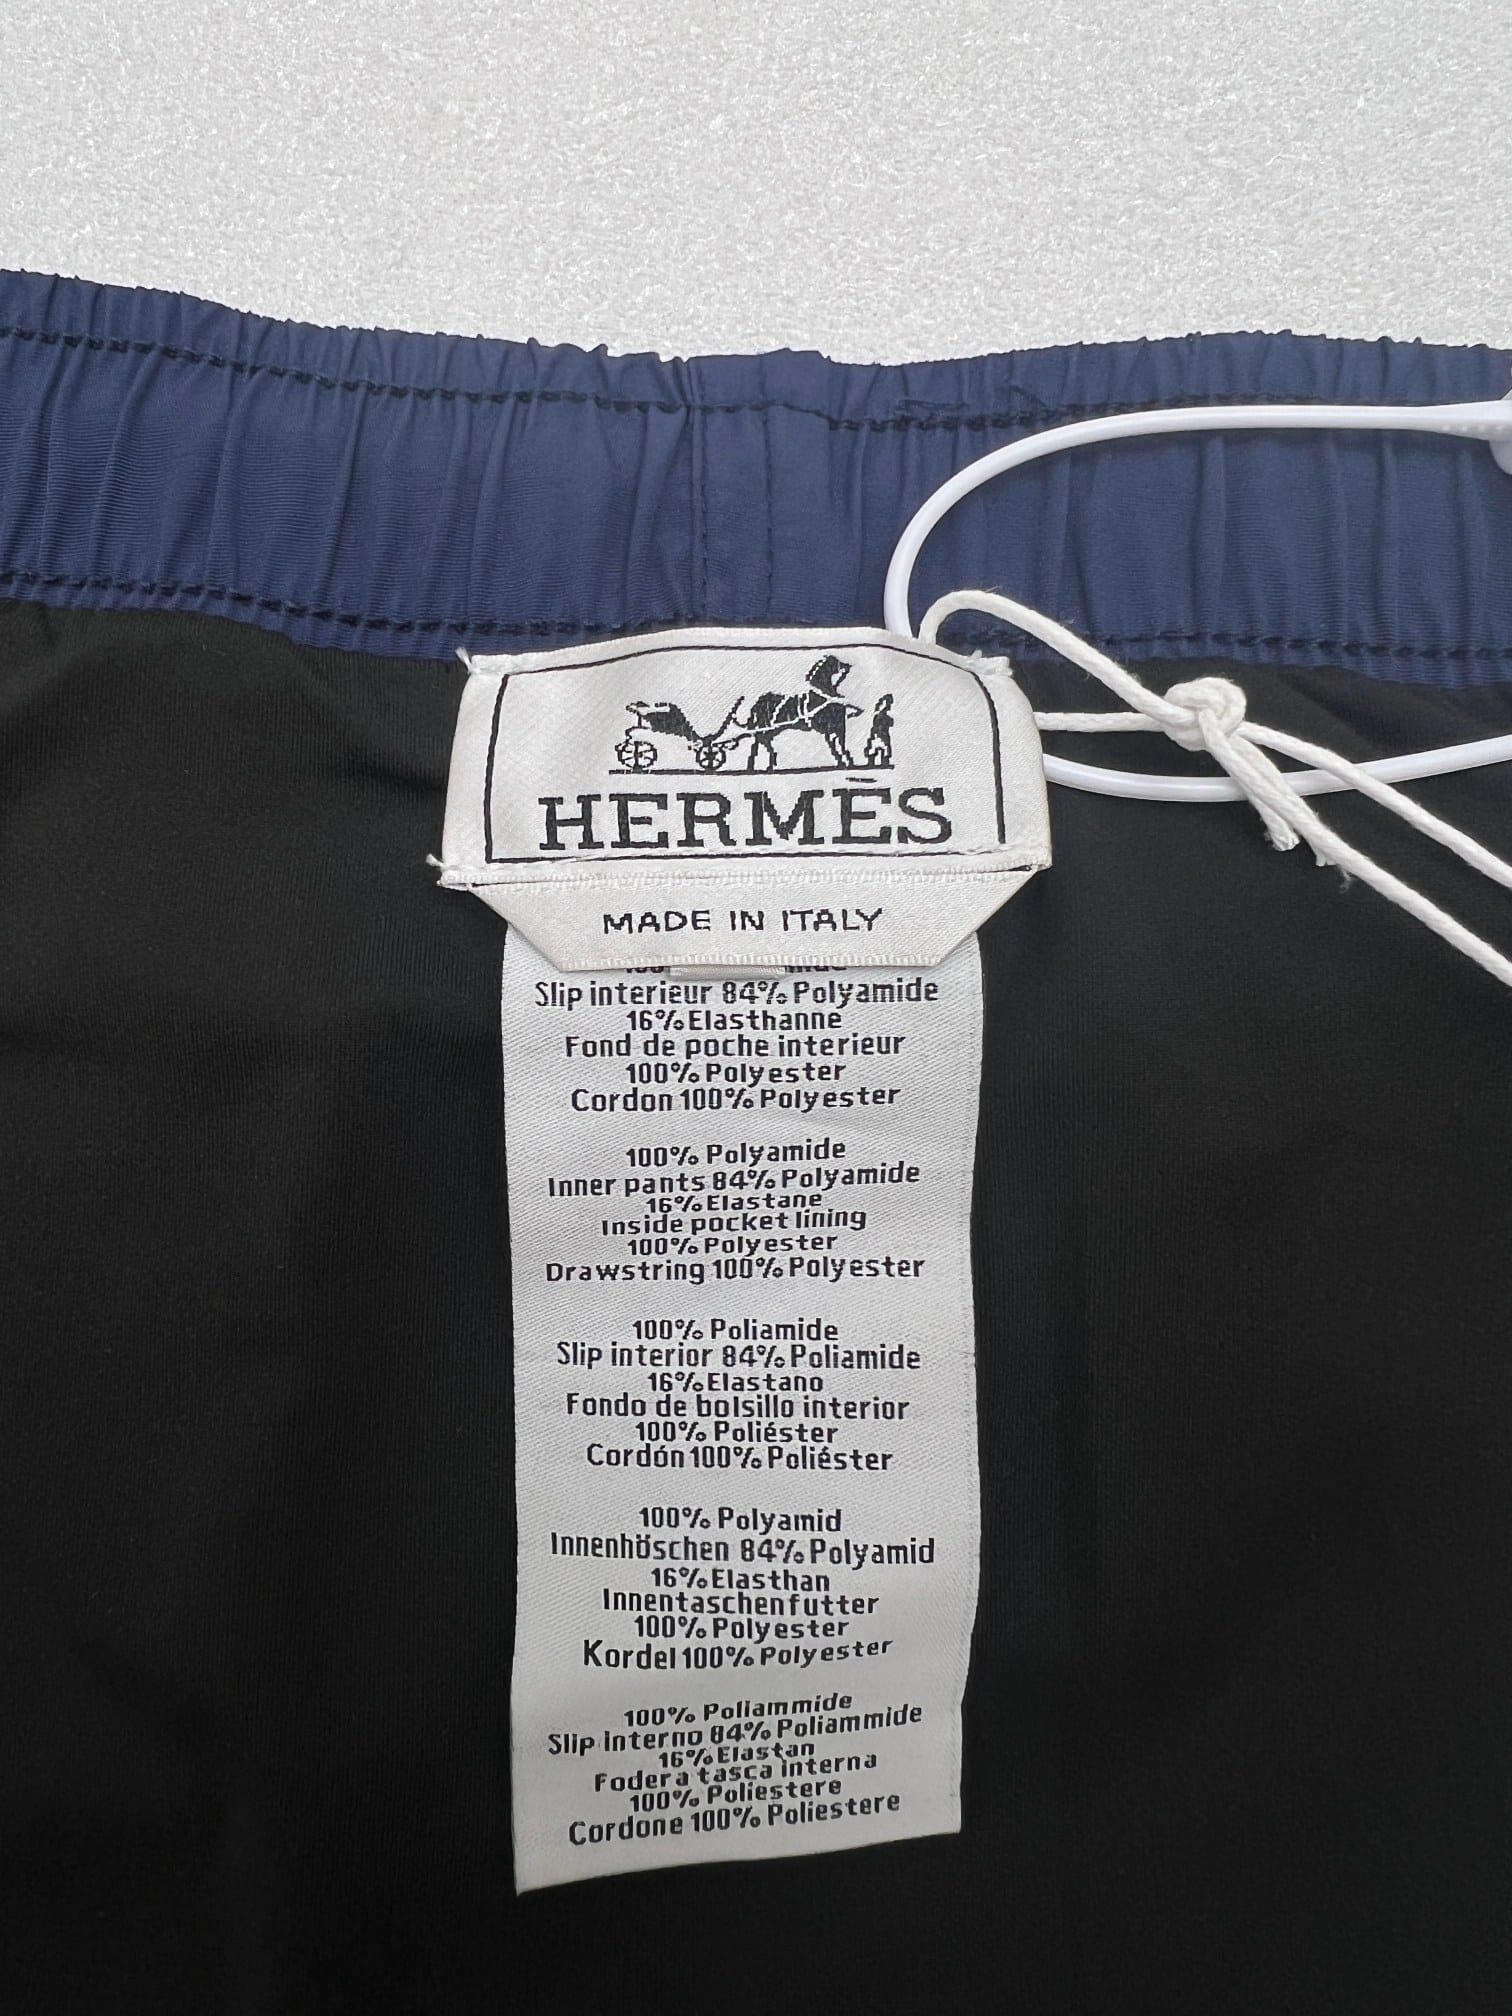 HERMĒS
MADE IN ITALY
Slip interieur 84% Polyamide
16% Elasthanne
Fond de poche interieur
100% Polyester
Cordon 100% Polyester
100% Polyamide
Inner pants 84% Polyamide
16% Elastane
Inside pocket lining
100% Polyester
Drawstring 100% Polyester
100% Poliamide
Slip interior 84% Poliamide
16% Elastano
Fondo de bolsillo interior
100% Poliéster
Cordón 100% Poliéster
100% Polyamid
Innenhöschen 84% Polyamid
16% Elasthan
Innentaschenfutter
100% Polyester
Kordel 100% Polyester
100% Poliammide
Slip interno 84% Poliammide
16% Elastan
Fodera tasca interna
100% Poliestere
Cordone 100% Poliestere